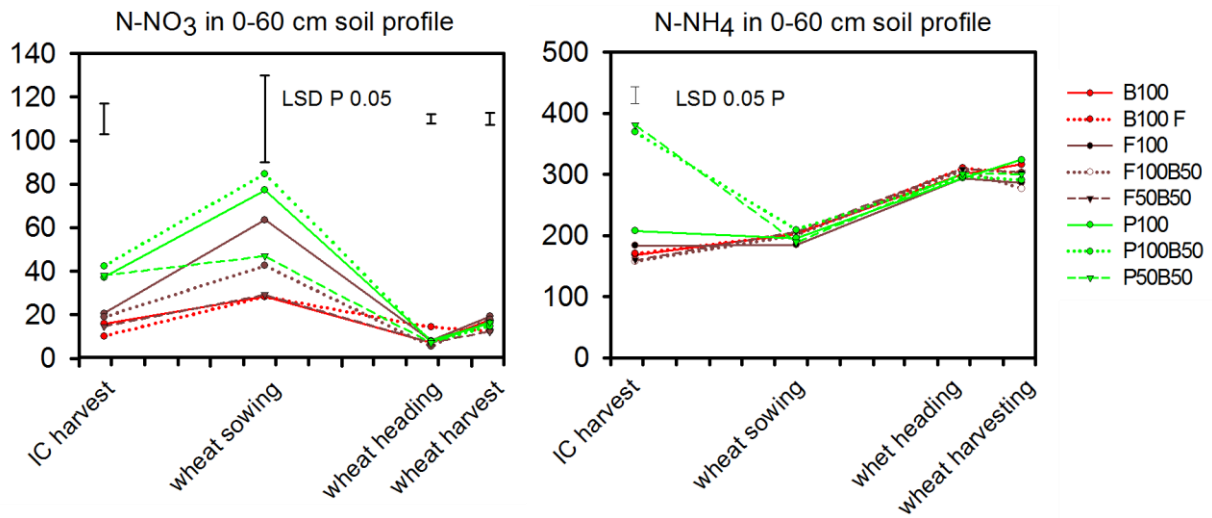 N-NO3 in 0-60 cm soil profile
140
120
100
80
60
40
20
0
LSD P 0.05
IC harvest
wheat sowing
wheat heading
wheat harvest
N-NH4 in 0-60 cm soil profile
500
400
300
200
100
0
LSD 0.05 P
IC harvest
wheat sowing
whet heading
wheat harvesting
B100
B100 F
F100
F100B50
F50B50
P100
P100B50
P50B50